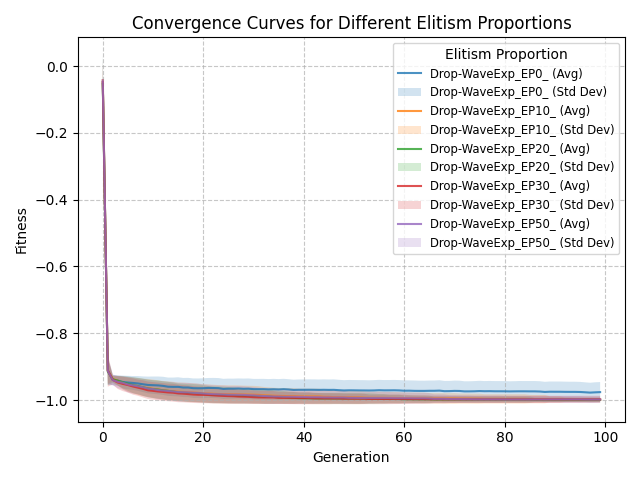 Convergence Curves for Different Elitism Proportions
Elitism Proportion
Drop-WaveExp_EP0_ (Avg)
Drop-WaveExp_EP0_ (Std Dev)
Drop-WaveExp_EP10_ (Avg)
Drop-WaveExp_EP10_ (Std Dev)
Drop-WaveExp_EP20_ (Avg)
Drop-WaveExp_EP20_ (Std Dev)
Drop-WaveExp_EP30_ (Avg)
Drop-WaveExp_EP30_ (Std Dev)
Drop-WaveExp_EP50_ (Avg)
Drop-WaveExp_EP50_ (Std Dev)
Fitness
0.0
−0.2
−0.4
−0.6
−0.8
−1.0
0 20 40 60 80 100
Generation